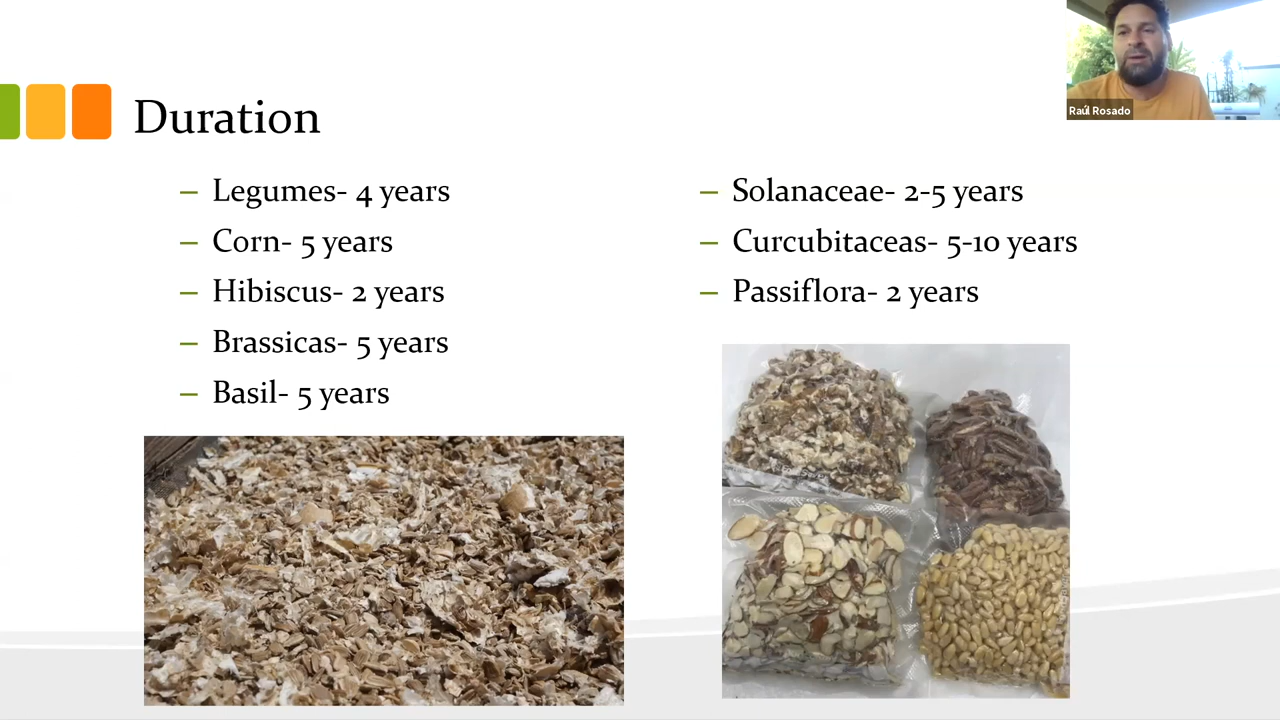 Raúl Rosado
Duration
– Legumes- 4 years
– Corn- 5 years
– Hibiscus- 2 years
– Brassicas- 5 years
– Basil- 5 years
– Solanaceae- 2-5 years
– Curcubitaceas- 5-10 years
– Passiflora- 2 years